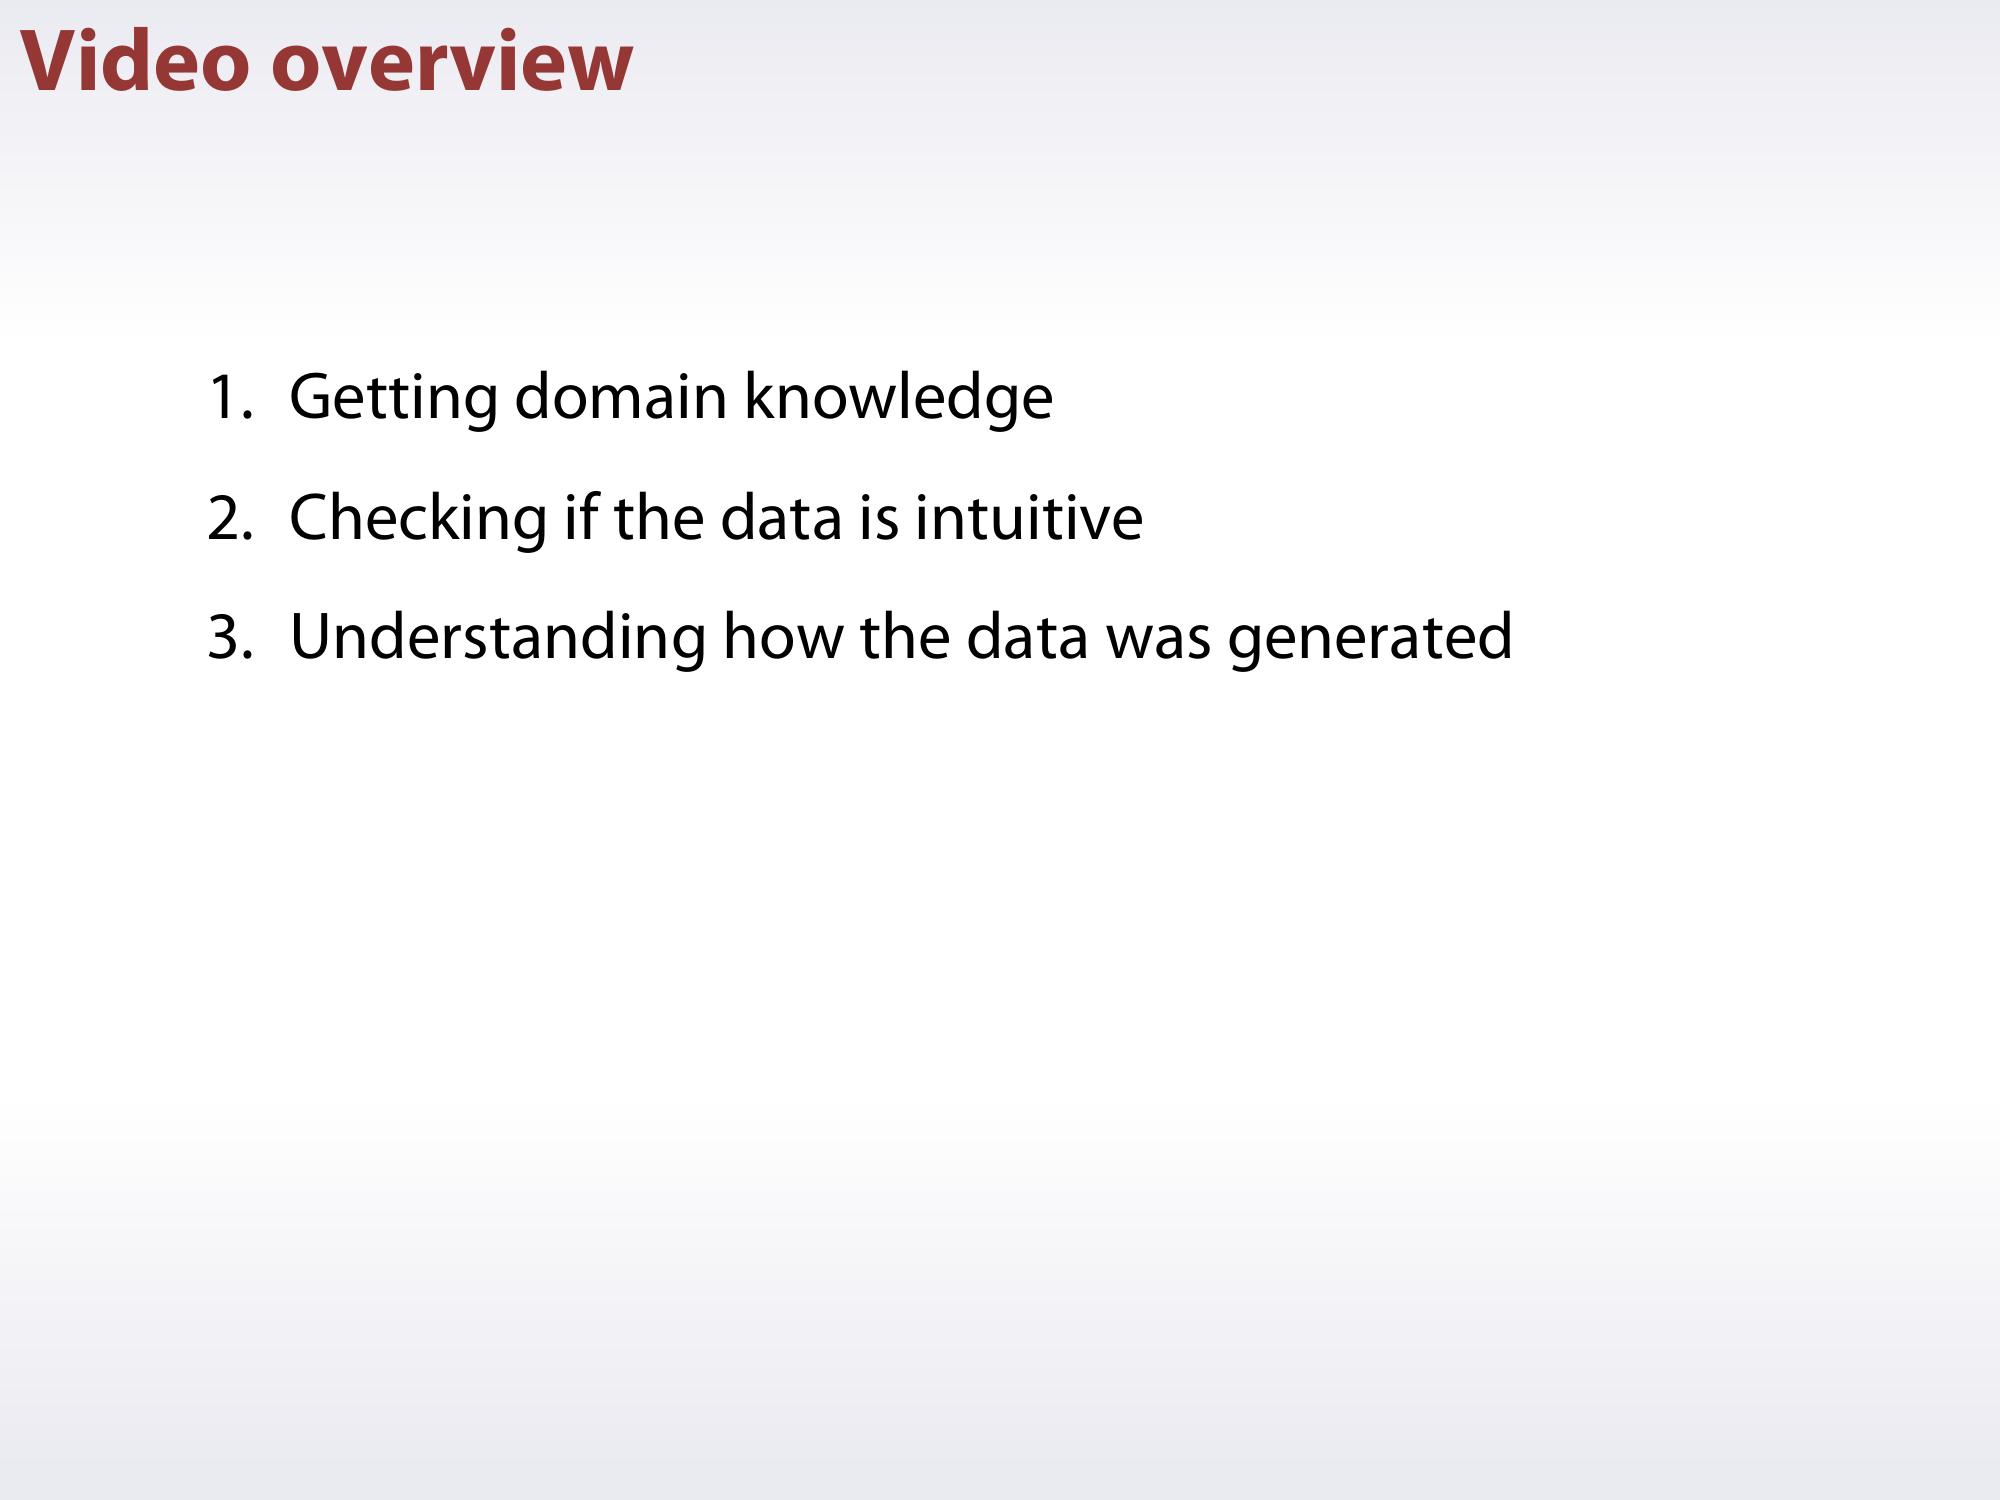 Video overview
1. Getting domain knowledge
2. Checking if the data is intuitive
3. Understanding how the data was generated